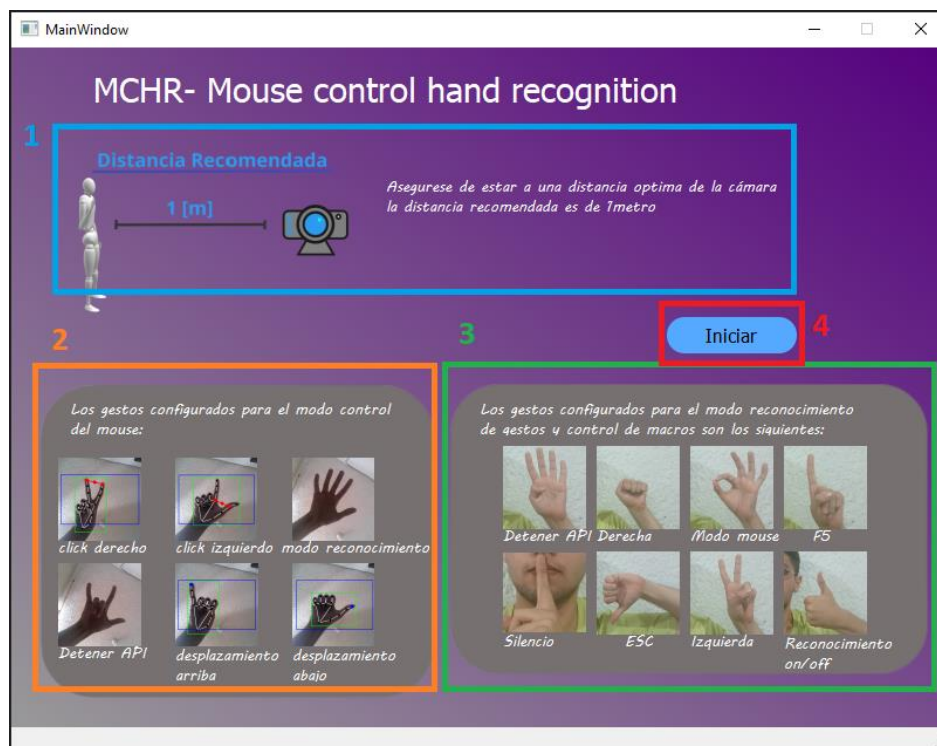 MainWindow
MCHR- Mouse control hand recognition
1
Distancia Recomendada
1 [m]
Asegurese de estar a una distancia optima de la cámara
la distancia recomendada es de 1metro
2
3
Iniciar
4
Los gestos configurados para el modo control
del mouse:
click derecho
click izquierdo
modo reconocimiento
Detener API
desplazamiento
arriba
desplazamiento
abajo
Los gestos configurados para el modo reconocimiento
de gestos y control de macros son los siguientes:
Detener API
Derecha
Modo mouse
F5
Silencio
ESC
Izquierda
Reconocimiento
on/off